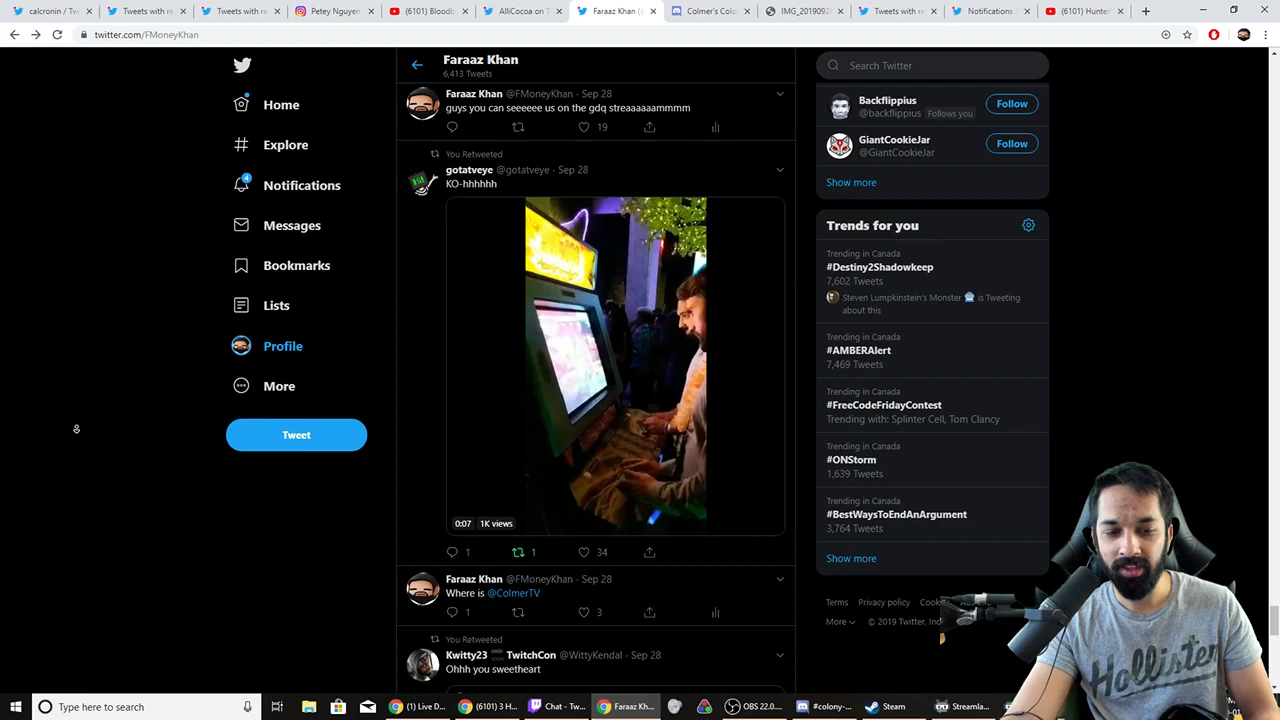 calcronin / Tw
Tweets with re
Tweets with re
Petey Nguyen
(6101) Bloodb
AlliCocoa on T
Faraaz Khan (
Colmer's Colo
IMG_20190928
Tweets with re
Notifications /
(6101) Hunter
twitter.com/FMoneyKhan
Home
Explore
4
Notifications
Messages
Bookmarks
Lists
Profile
More
Tweet
Faraaz Khan
6,413 Tweets
Faraaz Khan @FMoneyKhan · Sep 28
guys you can seeeeee us on the gdq streaaaaaammmm
19
You Retweeted
gotatveye @gotatveye · Sep 28
KO-hhhhhh
0:07 1K views
1 1 34
Faraaz Khan @FMoneyKhan · Sep 28
Where is @ColmerTV
1 3
You Retweeted
Kwitty23 TwitchCon @WittyKendal · Sep 28
Ohhh you sweetheart
Search Twitter
Backflippius
@backflippius Follows you
Follow
GiantCookieJar
@GiantCookieJar
Follow
Show more
Trends for you
Trending in Canada
#Destiny2Shadowkeep
7,602 Tweets
Steven Lumpkinstein's Monster is Tweeting
about this
Trending in Canada
#AMBERAlert
7,469 Tweets
Trending in Canada
#FreeCodeFridayContest
Trending with: Splinter Cell, Tom Clancy
Trending in Canada
#ONStorm
1,639 Tweets
Trending in Canada
#BestWaysToEndAnArgument
3,764 Tweets
Show more
Terms Privacy policy Cook
More © 2019 Twitter, Inc
Hollister
Type here to search
(1) Live D...
(6101) 3 H...
Chat - Tw...
Faraaz Kh...
OBS 22.0....
#colony-...
Steam
Streamla...